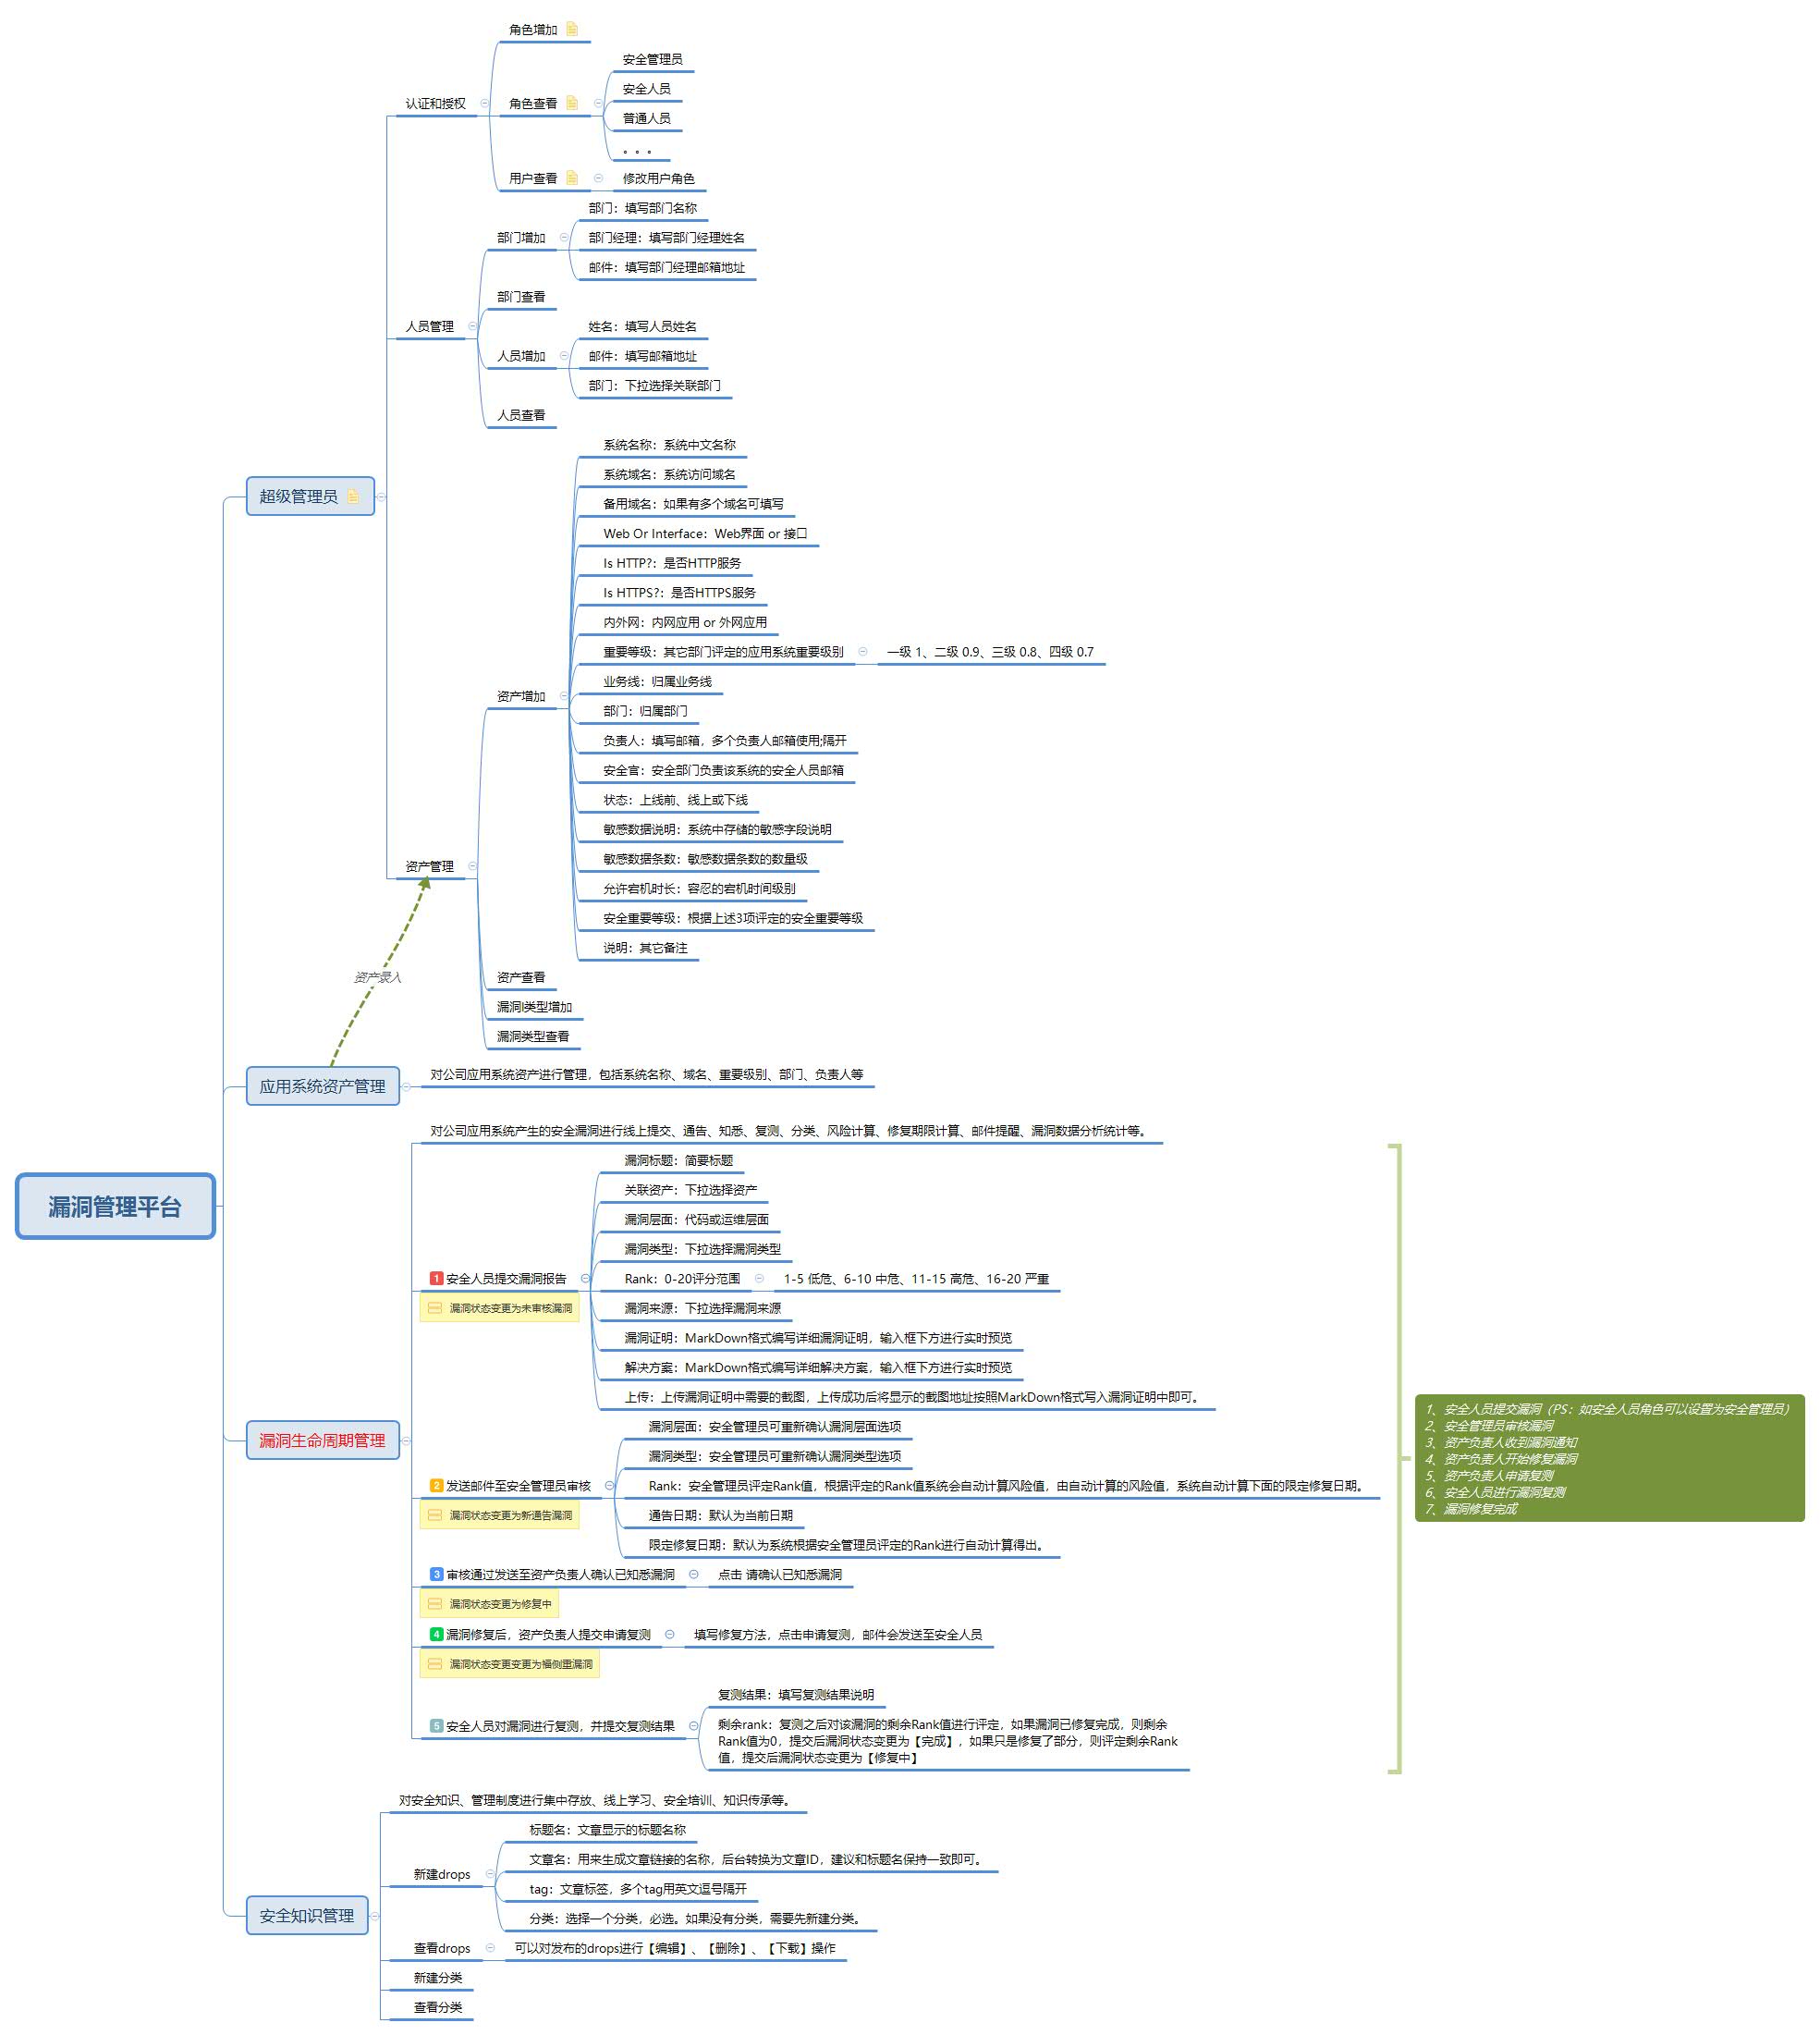 漏洞管理平台
超级管理员
认证和授权
角色增加
角色查看
安全管理员
安全人员
普通人员
。。。
用户查看
修改用户角色
人员管理
部门增加
部门：填写部门名称
部门经理：填写部门经理姓名
邮件：填写部门经理邮箱地址
部门查看
人员增加
姓名：填写人员姓名
邮件：填写邮箱地址
部门：下拉选择关联部门
人员查看
资产管理
资产增加
系统名称：系统中文名称
系统域名：系统访问域名
备用域名：如果有多个域名可填写
Web Or Interface：Web界面 or 接口
Is HTTP?：是否HTTP服务
Is HTTPS?：是否HTTPS服务
内外网：内网应用 or 外网应用
重要等级：其它部门评定的应用系统重要级别
一级 1、二级 0.9、三级 0.8、四级 0.7
业务线：归属业务线
部门：归属部门
负责人：填写邮箱，多个负责人邮箱使用;隔开
安全官：安全部门负责该系统的安全人员邮箱
状态：上线前、线上或下线
敏感数据说明：系统中存储的敏感字段说明
敏感数据条数：敏感数据条数的数量级
允许宕机时长：容忍的宕机时间级别
安全重要等级：根据上述3项评定的安全重要等级
说明：其它备注
资产查看
漏洞l类型增加
漏洞类型查看
资产录入
应用系统资产管理
对公司应用系统资产进行管理，包括系统名称、域名、重要级别、部门、负责人等
漏洞生命周期管理
对公司应用系统产生的安全漏洞进行线上提交、通告、知悉、复测、分类、风险计算、修复期限计算、邮件提醒、漏洞数据分析统计等。
1 安全人员提交漏洞报告
漏洞状态变更为未审核漏洞
漏洞标题：简要标题
关联资产：下拉选择资产
漏洞层面：代码或运维层面
漏洞类型：下拉选择漏洞类型
Rank：0-20评分范围
1-5 低危、6-10 中危、11-15 高危、16-20 严重
漏洞来源：下拉选择漏洞来源
漏洞证明：MarkDown格式编写详细漏洞证明，输入框下方进行实时预览
解决方案：MarkDown格式编写详细解决方案，输入框下方进行实时预览
上传：上传漏洞证明中需要的截图，上传成功后将显示的截图地址按照MarkDown格式写入漏洞证明中即可。
2 发送邮件至安全管理员审核
漏洞状态变更为新通告漏洞
漏洞层面：安全管理员可重新确认漏洞层面选项
漏洞类型：安全管理员可重新确认漏洞类型选项
Rank：安全管理员评定Rank值，根据评定的Rank值系统会自动计算风险值，由自动计算的风险值，系统自动计算下面的限定修复日期。
通告日期：默认为当前日期
限定修复日期：默认为系统根据安全管理员评定的Rank进行自动计算得出。
3 审核通过发送至资产负责人确认已知悉漏洞
漏洞状态变更为修复中
点击 请确认已知悉漏洞
4 漏洞修复后，资产负责人提交申请复测
漏洞状态变更变更为福侧重漏洞
填写修复方法，点击申请复测，邮件会发送至安全人员
5 安全人员对漏洞进行复测，并提交复测结果
复测结果：填写复测结果说明
剩余rank：复测之后对该漏洞的剩余Rank值进行评定，如果漏洞已修复完成，则剩余
Rank值为0，提交后漏洞状态变更为【完成】，如果只是修复了部分，则评定剩余Rank
值，提交后漏洞状态变更为【修复中】
1、安全人员提交漏洞（PS：如安全人员角色可以设置为安全管理员）
2、安全管理员审核漏洞
3、资产负责人收到漏洞通知
4、资产负责人开始修复漏洞
5、资产负责人申请复测
6、安全人员进行漏洞复测
7、漏洞修复完成
安全知识管理
对安全知识、管理制度进行集中存放、线上学习、安全培训、知识传承等。
新建drops
标题名：文章显示的标题名称
文章名：用来生成文章链接的名称，后台转换为文章ID，建议和标题名保持一致即可。
tag：文章标签，多个tag用英文逗号隔开
分类：选择一个分类，必选。如果没有分类，需要先新建分类。
查看drops
可以对发布的drops进行【编辑】、【删除】、【下载】操作
新建分类
查看分类